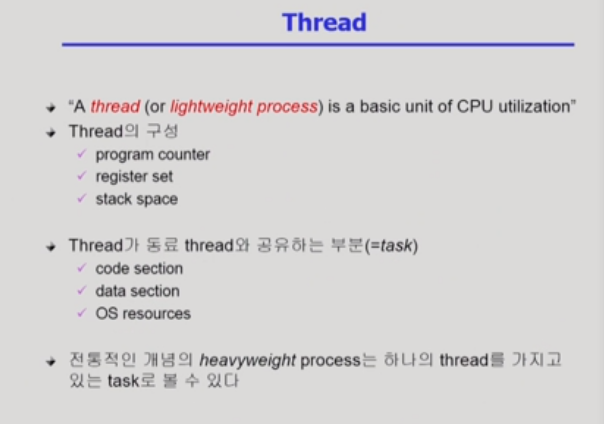 Thread
“A thread (or lightweight process) is a basic unit of CPU utilization”
Thread의 구성
program counter
register set
stack space
Thread가 동료 thread와 공유하는 부분(=task)
code section
data section
OS resources
전통적인 개념의 heavyweight process는 하나의 thread를 가지고
있는 task로 볼 수 있다